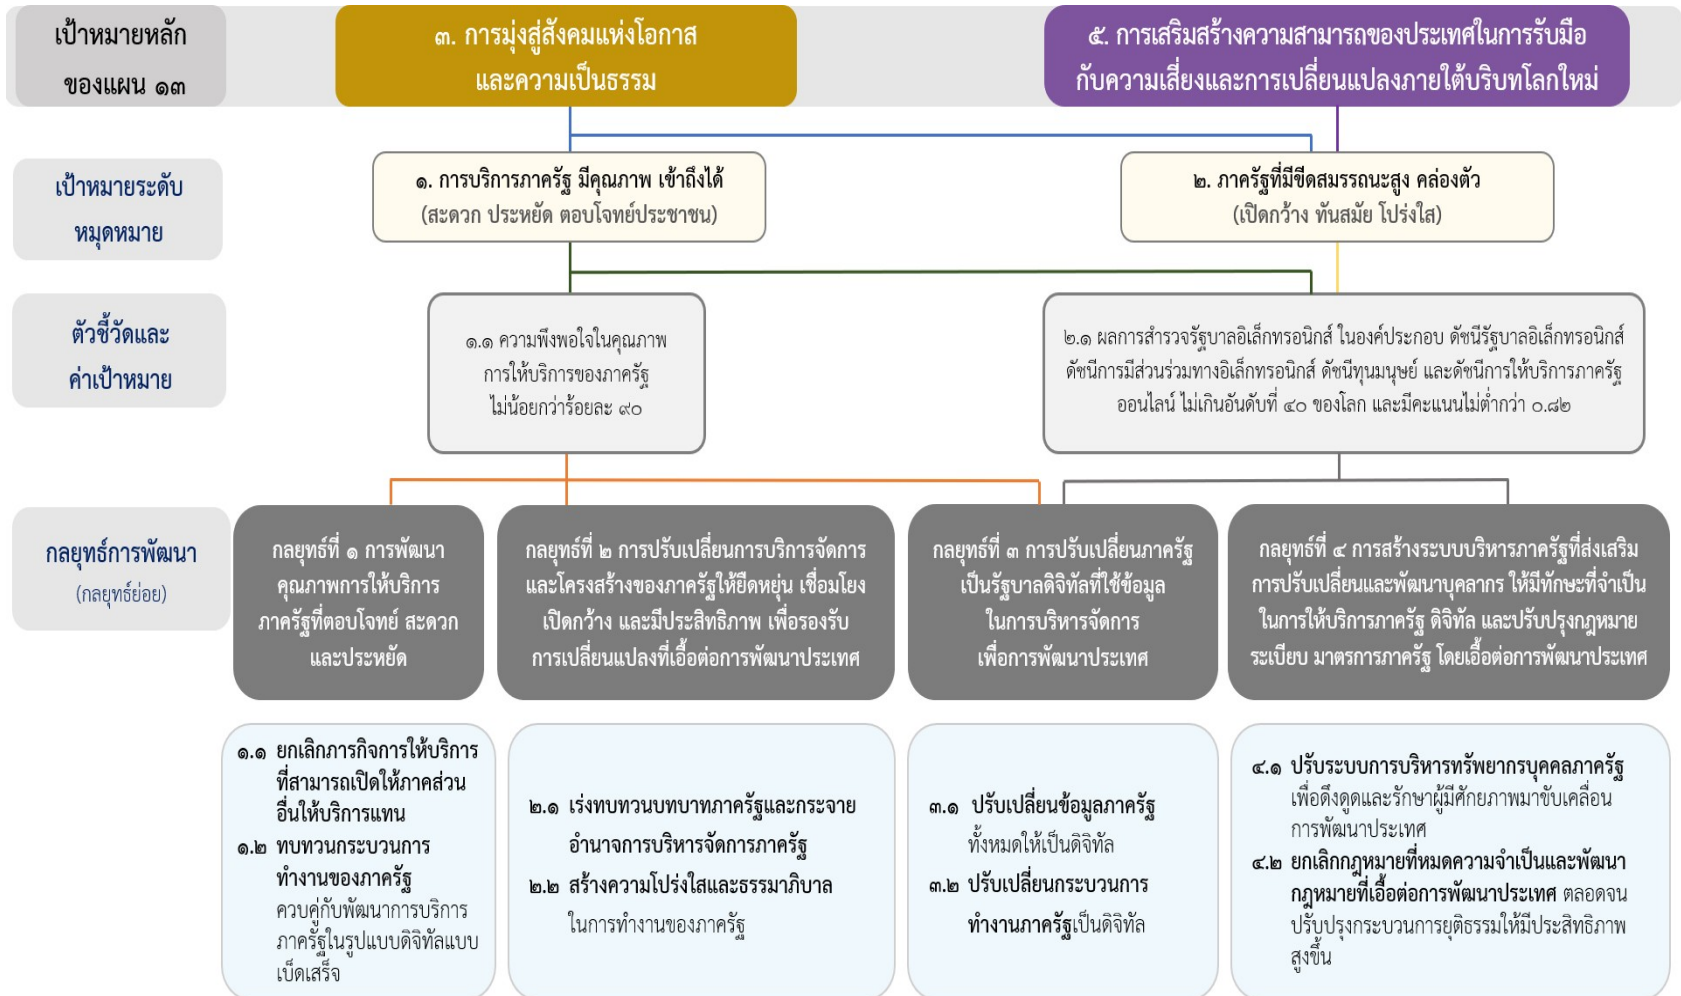 เป้าหมายหลัก
ของแผน ๑๓
๓. การมุ่งสู่สังคมแห่งโอกาส
และความเป็นธรรม
๕. การเสริมสร้างความสามารถของประเทศในการรับมือ
กับความเสี่ยงและการเปลี่ยนแปลงภายใต้บริบทโลกใหม่
เป้าหมายระดับ
หมุดหมาย
๑. การบริการภาครัฐ มีคุณภาพ เข้าถึงได้
(สะดวก ประหยัด ตอบโจทย์ประชาชน)
๒. ภาครัฐที่มีขีดสมรรถนะสูง คล่องตัว
(เปิดกว้าง ทันสมัย โปร่งใส)
ตัวชี้วัดและ
ค่าเป้าหมาย
๑.๑ ความพึงพอใจในคุณภาพ
การให้บริการของภาครัฐ
ไม่น้อยกว่าร้อยละ ๙๐
๒.๑ ผลการสำรวจรัฐบาลอิเล็กทรอนิกส์ ในองค์ประกอบ ดัชนีรัฐบาลอิเล็กทรอนิกส์
ดัชนีการมีส่วนร่วมทางอิเล็กทรอนิกส์ ดัชนีทุนมนุษย์ และดัชนีการให้บริการภาครัฐ
ออนไลน์ ไม่เกินอันดับที่ ๔๐ ของโลก และมีคะแนนไม่ต่ำกว่า ๐.๘๒
กลยุทธ์การพัฒนา
(กลยุทธ์ย่อย)
กลยุทธ์ที่ ๑ การพัฒนา
คุณภาพการให้บริการ
ภาครัฐที่ตอบโจทย์ สะดวก
และประหยัด
กลยุทธ์ที่ ๒ การปรับเปลี่ยนการบริการจัดการ
และโครงสร้างของภาครัฐให้ยืดหยุ่น เชื่อมโยง
เปิดกว้าง และมีประสิทธิภาพ เพื่อรองรับ
การเปลี่ยนแปลงที่เอื้อต่อการพัฒนาประเทศ
กลยุทธ์ที่ ๓ การปรับเปลี่ยนภาครัฐ
เป็นรัฐบาลดิจิทัลที่ใช้ข้อมูล
ในการบริหารจัดการ
เพื่อการพัฒนาประเทศ
กลยุทธ์ที่ ๔ การสร้างระบบบริหารภาครัฐที่ส่งเสริม
การปรับเปลี่ยนและพัฒนาบุคลากร ให้มีทักษะที่จำเป็น
ในการให้บริการภาครัฐ ดิจิทัล และปรับปรุงกฎหมาย
ระเบียบ มาตรการภาครัฐ โดยเอื้อต่อการพัฒนาประเทศ
๑.๑ ยกเลิกภารกิจการให้บริการ
ที่สามารถเปิดให้ภาคส่วน
อื่นให้บริการแทน
๑.๒ ทบทวนกระบวนการ
ทำงานของภาครัฐ
ควบคู่กับพัฒนาการบริการ
ภาครัฐในรูปแบบดิจิทัลแบบ
เบ็ดเสร็จ
๒.๑ เร่งทบทวนบทบาทภาครัฐและกระจาย
อำนาจการบริหารจัดการภาครัฐ
๒.๒ สร้างความโปร่งใสและธรรมาภิบาล
ในการทำงานของภาครัฐ
๓.๑ ปรับเปลี่ยนข้อมูลภาครัฐ
ทั้งหมดให้เป็นดิจิทัล
๓.๒ ปรับเปลี่ยนกระบวนการ
ทำงานภาครัฐเป็นดิจิทัล
๔.๑ ปรับระบบการบริหารทรัพยากรบุคคลภาครัฐ
เพื่อดึงดูดและรักษาผู้มีศักยภาพมาขับเคลื่อน
การพัฒนาประเทศ
๔.๒ ยกเลิกกฎหมายที่หมดความจำเป็นและพัฒนา
กฎหมายที่เอื้อต่อการพัฒนาประเทศ ตลอดจน
ปรับปรุงกระบวนการยุติธรรมให้มีประสิทธิภาพ
สูงขึ้น